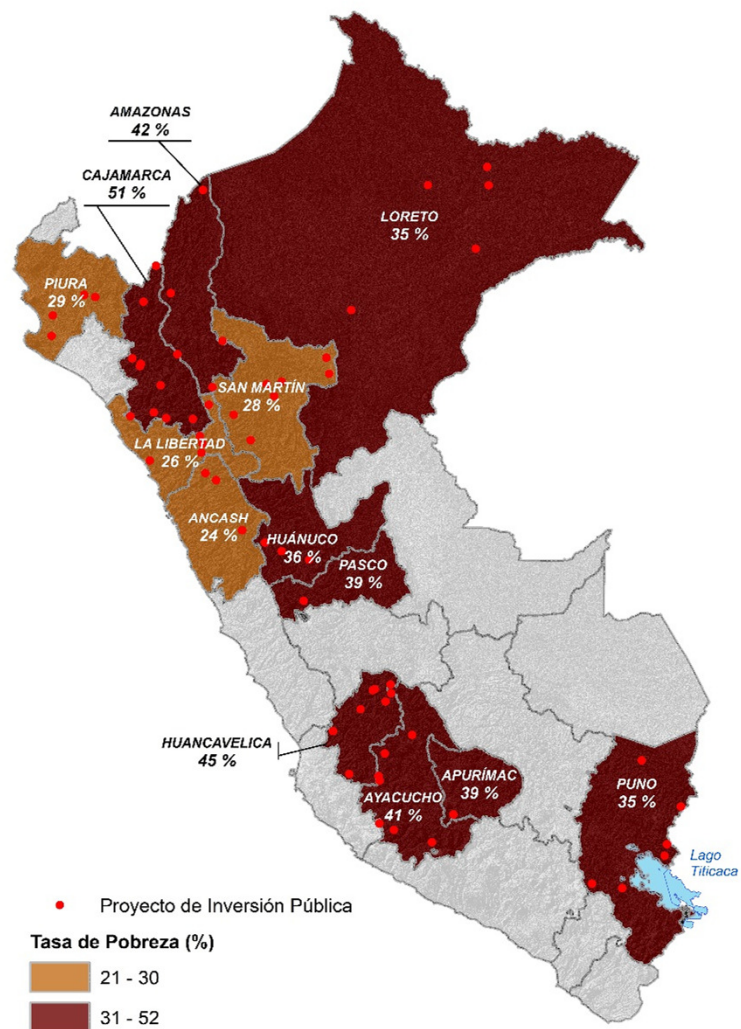 AMAZONAS
42 %
CAJAMARCA
51 %
LORETO
35 %
PIURA
29 %
SAN MARTÍN
28 %
LA LIBERTAD
26 %
ANCASH
24 %
HUÁNUCO
36 %
PASCO
39 %
HUANCAVELICA
45 %
APURÍMAC
39 %
AYACUCHO
41 %
PUNO
35 %
Lago
Titicaca
Proyecto de Inversión Pública
Tasa de Pobreza (%)
21 - 30
31 - 52